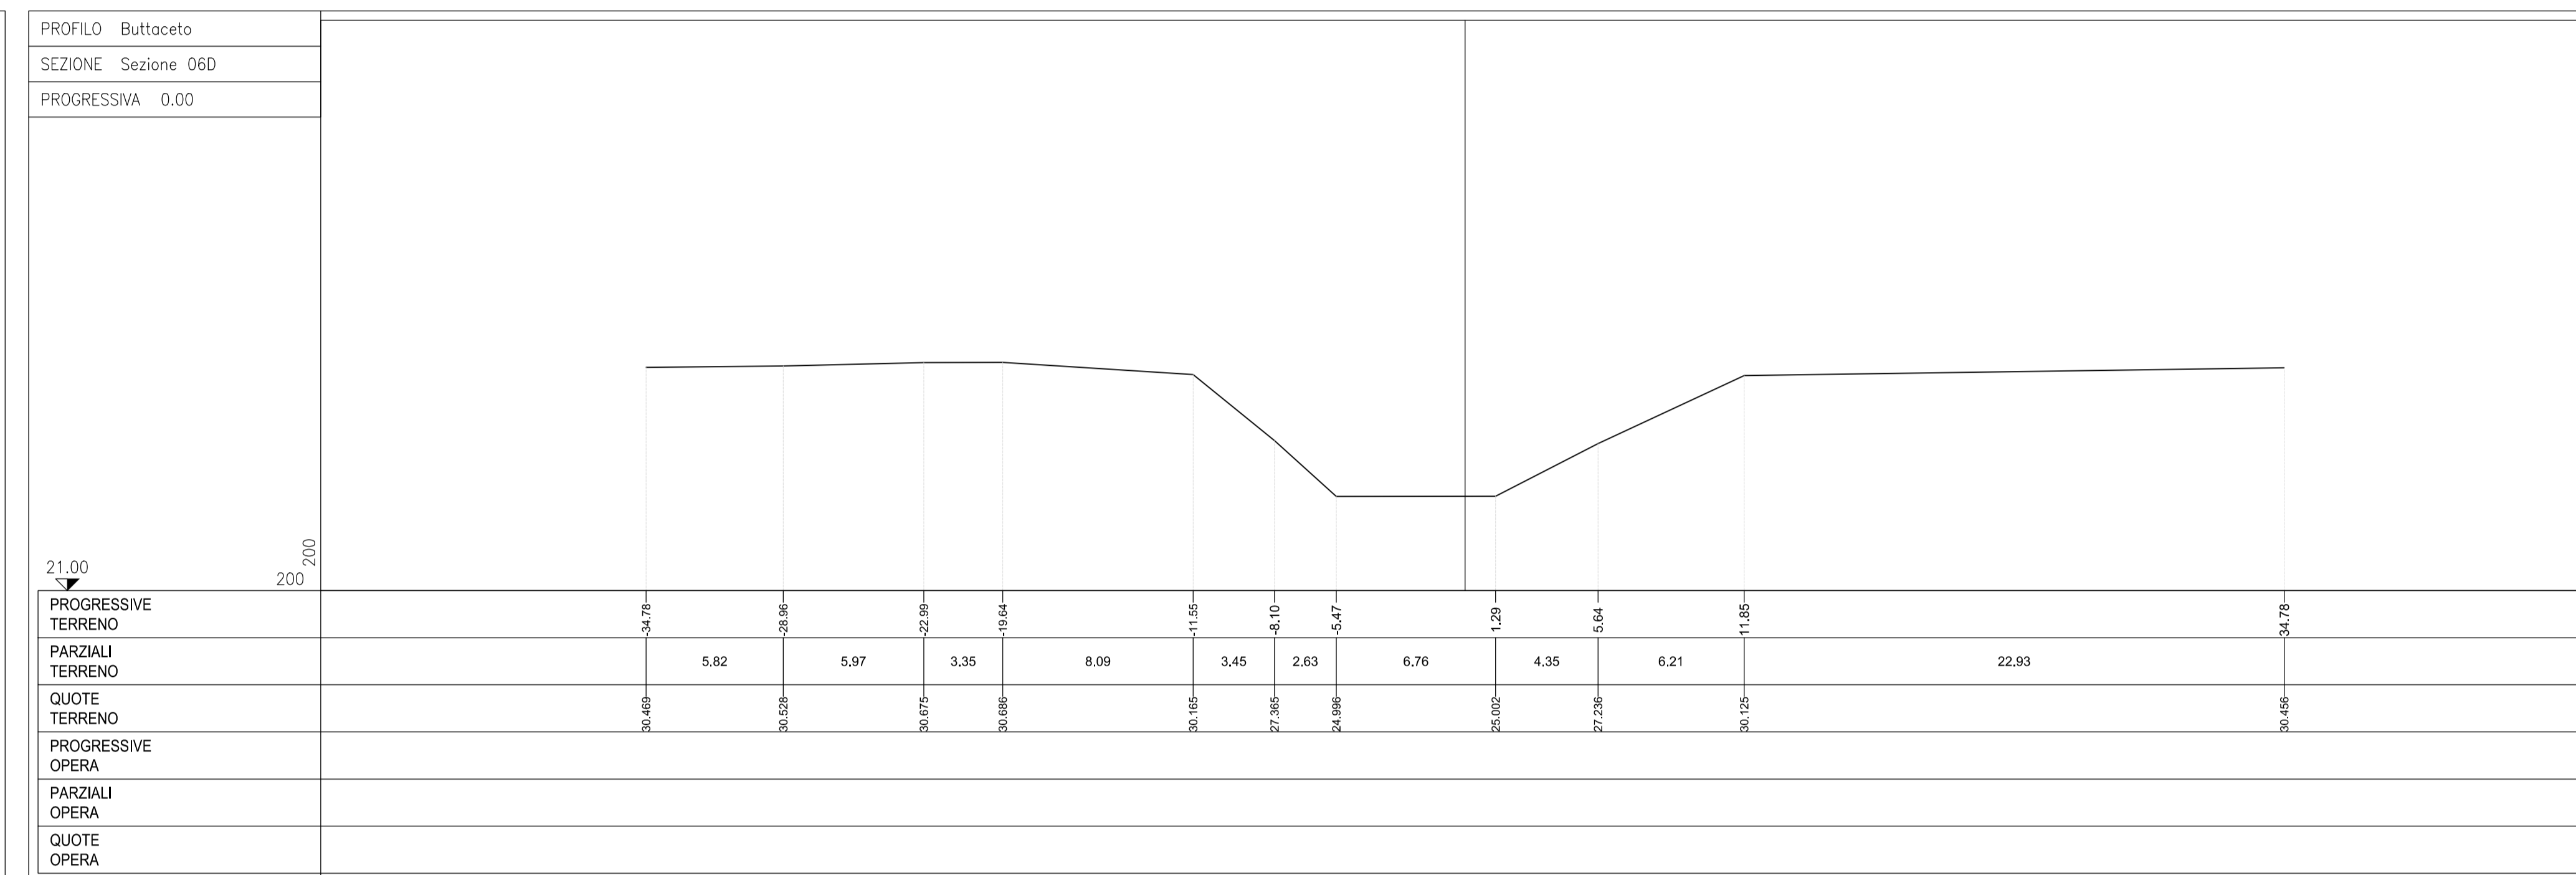 PROFILO Buttaceto
SEZIONE Sezione 06D
PROGRESSIVA 0.00
200
21.00
200
PROGRESSIVE
TERRENO
-34.78 -28.96 -22.99 -19.64 -11.55 -8.10 -5.47 1.29 5.64 11.85 34.78
PARZIALI
TERRENO
5.82 5.97 3.35 8.09 3.45 2.63 6.76 4.35 6.21 22.93
QUOTE
TERRENO
30.469 30.528 30.675 30.686 30.165 27.365 24.996 25.002 27.236 30.125 30.456
PROGRESSIVE
OPERA
PARZIALI
OPERA
QUOTE
OPERA